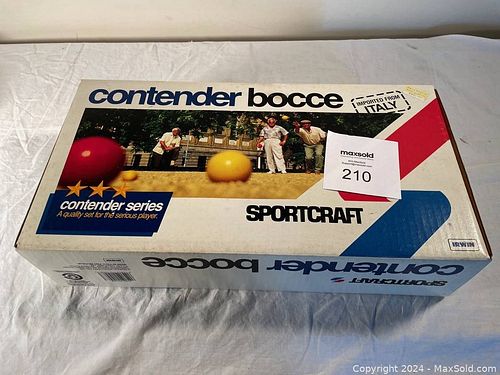 contender bocce
IMPORTED FROM
ITALY
maxsold
210
contender series
A quality set for the serious player.
SPORTCRAFT
IRWIN
contender bocce
SPORTCRAFT
Copyright 2024 - MaxSold.com